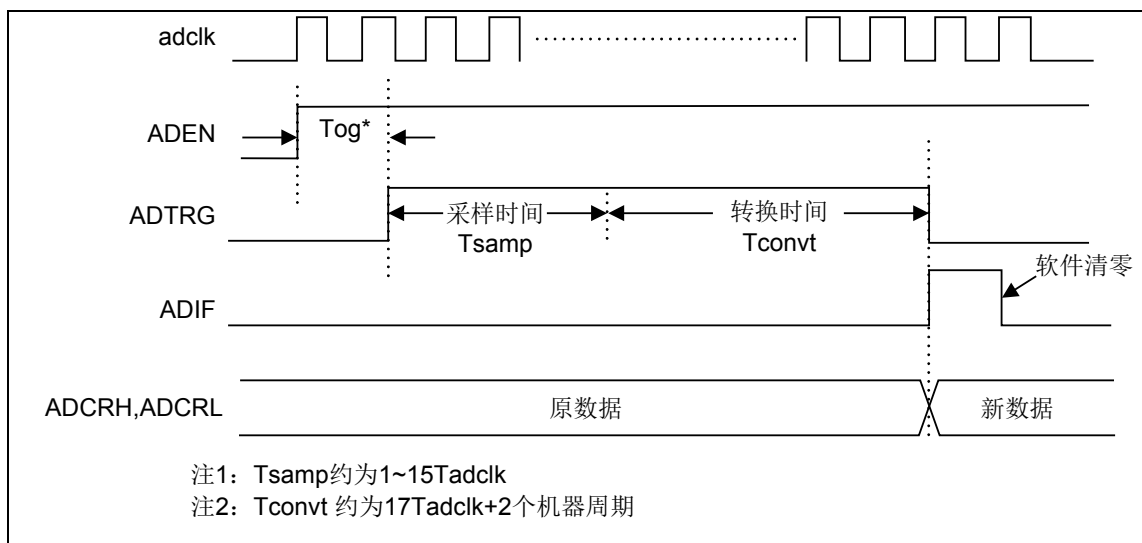 adclk
ADEN
Tog*
ADTRG
采样时间
Tsamp
转换时间
Tconvt
软件清零
ADIF
ADCRH,ADCRL
原数据
新数据
注1：Tsamp约为1~15Tadclk
注2：Tconvt 约为17Tadclk+2个机器周期